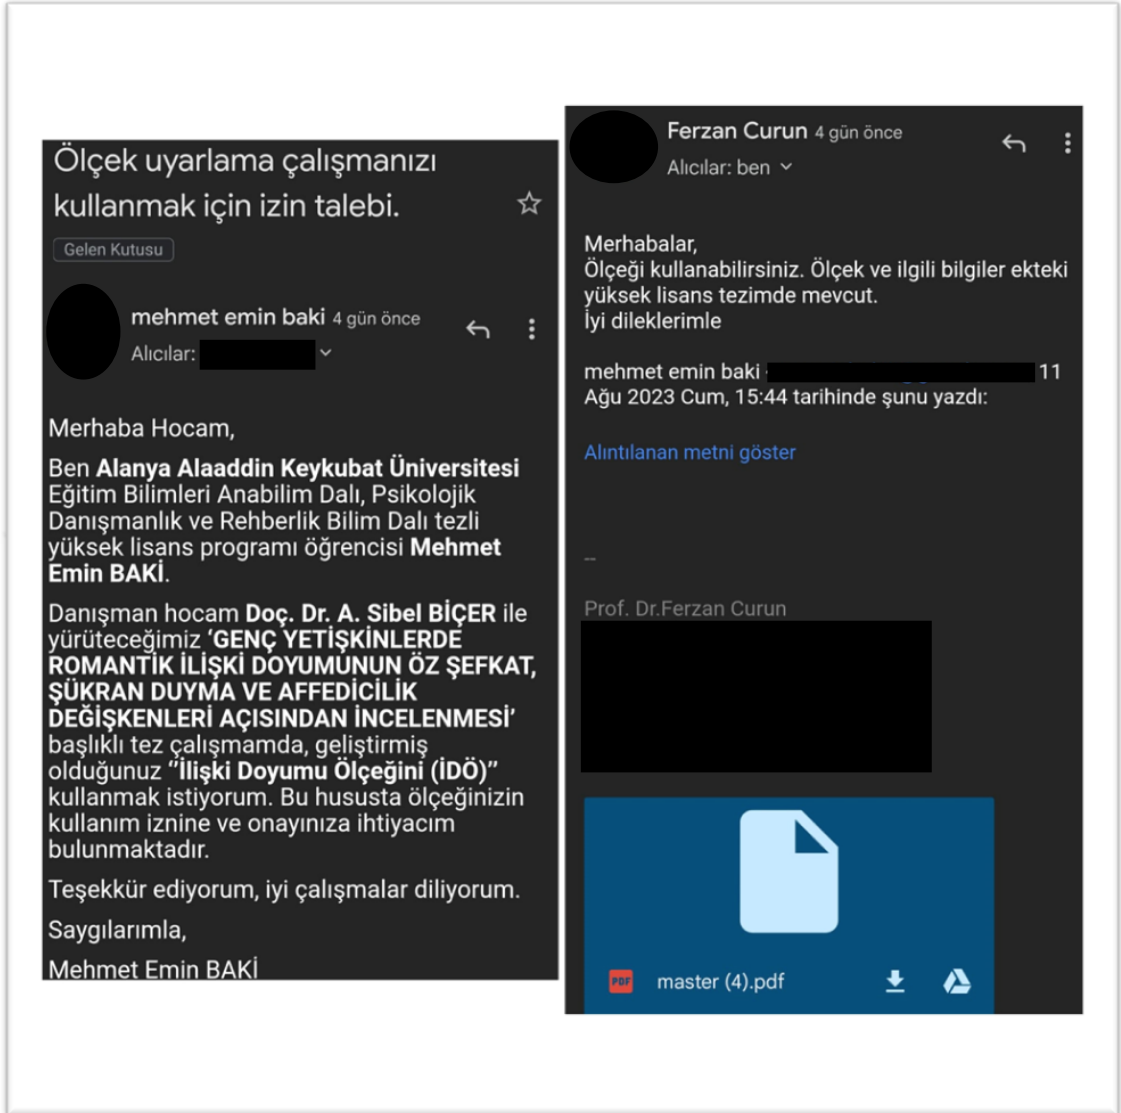 Ölçek uyarlama çalışmanızı
kullanmak için izin talebi.
Gelen Kutusu
mehmet emin baki 4 gün önce
Alıcılar:
Merhaba Hocam,
Ben Alanya Alaaddin Keykubat Üniversitesi
Eğitim Bilimleri Anabilim Dalı, Psikolojik
Danışmanlık ve Rehberlik Bilim Dalı tezli
yüksek lisans programı öğrencisi Mehmet
Emin BAKİ.
Danışman hocam Doç. Dr. A. Sibel BİÇER ile
yürüteceğimiz ‘GENÇ YETİŞKİNLERDE
ROMANTİK İLİŞKİ DOYUMUNUN ÖZ ŞEFKAT,
ŞÜKRAN DUYMA VE AFFEDİCİLİK
DEĞİŞKENLERİ AÇISINDAN İNCELENMESİ’
başlıklı tez çalışmamda, geliştirmiş
olduğunuz ‘’İlişki Doyumu Ölçeğini (İDÖ)’’
kullanmak istiyorum. Bu hususta ölçeğinizin
kullanım iznine ve onayınıza ihtiyacım
bulunmaktadır.
Teşekkür ediyorum, iyi çalışmalar diliyorum.
Saygılarımla,
Mehmet Emin BAKİ
Ferzan Curun 4 gün önce
Alıcılar: ben
Merhabalar,
Ölçeği kullanabilirsiniz. Ölçek ve ilgili bilgiler ekteki
yüksek lisans tezimde mevcut.
İyi dileklerimle
mehmet emin baki 11
Ağu 2023 Cum, 15:44 tarihinde şunu yazdı:
Alıntılanan metni göster
--
Prof. Dr.Ferzan Curun
PDF master (4).pdf